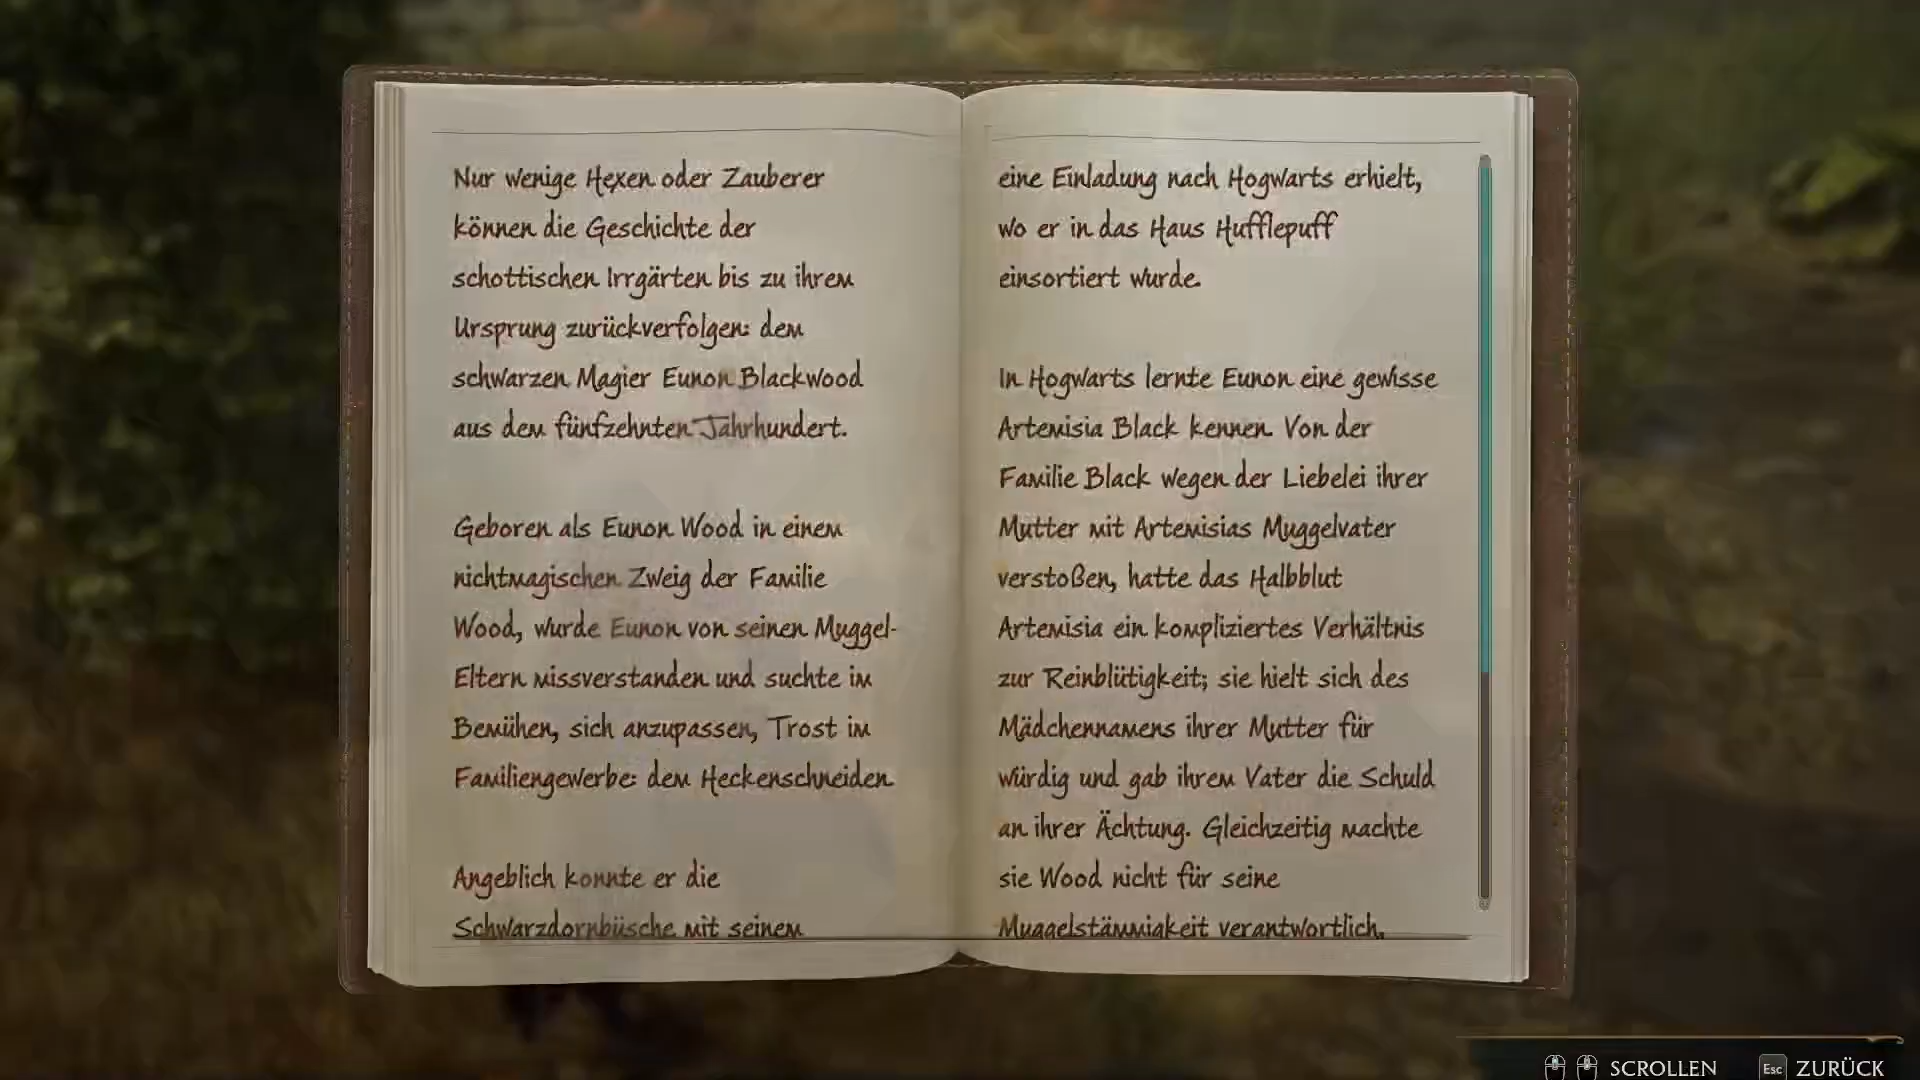 Nur wenige Hexen oder Zauberer
können die Geschichte der
schottischen Irrgärten bis zu ihrem
Ursprung zurückverfolgen: dem
schwarzen Magier Eunon Blackwood
aus dem fünfzehnten Jahrhundert.
Geboren als Eunon Wood in einem
nichtmagischen Zweig der Familie
Wood, wurde Eunon von seinen Muggel-
Eltern missverstanden und suchte im
Bemühen, sich anzupassen, Trost im
Familiengewerbe: dem Heckenschneiden
Angeblich konnte er die
Schwarzdornbüsche mit seinem
eine Einladung nach Hogwarts erhielt,
wo er in das Haus Hufflepuff
einsortiert wurde.
In Hogwarts lernte Eunon eine gewisse
Artemisia Black kennen. Von der
Familie Black wegen der Liebelei ihrer
Mutter mit Artemisias Muggelvater
verstoßen, hatte das Halbblut
Artemisia ein kompliziertes Verhältnis
zur Reinblütigkeit; sie hielt sich des
Mädchennamens ihrer Mutter für
würdig und gab ihrem Vater die Schuld
an ihrer Ächtung. Gleichzeitig machte
sie Wood nicht für seine
Muggelstämmigkeit verantwortlich,
SCROLLEN
Esc ZURÜCK